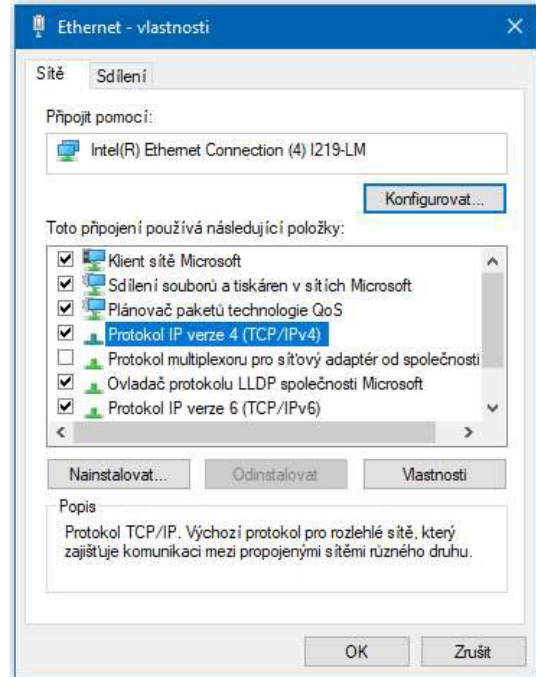 Ethernet - vlastnosti
Sítě
Sdílení
Připojit pomocí:
Intel(R) Ethernet Connection (4) I219-LM
Konfigurovat...
Toto připojení používá následující položky:
Klient sítě Microsoft
Sdílení souborů a tiskáren v sítích Microsoft
Plánovač paketů technologie QoS
Protokol IP verze 4 (TCP/IPv4)
Protokol multiplexoru pro síťový adaptér od společnosti
Ovladač protokolu LLDP společnosti Microsoft
Protokol IP verze 6 (TCP/IPv6)
Nainstalovat...
Odinstalovat
Vlastnosti
Popis
Protokol TCP/IP. Výchozí protokol pro rozlehlé sítě, který
zajišťuje komunikaci mezi propojenými sítěmi různého druhu.
OK
Zrušit